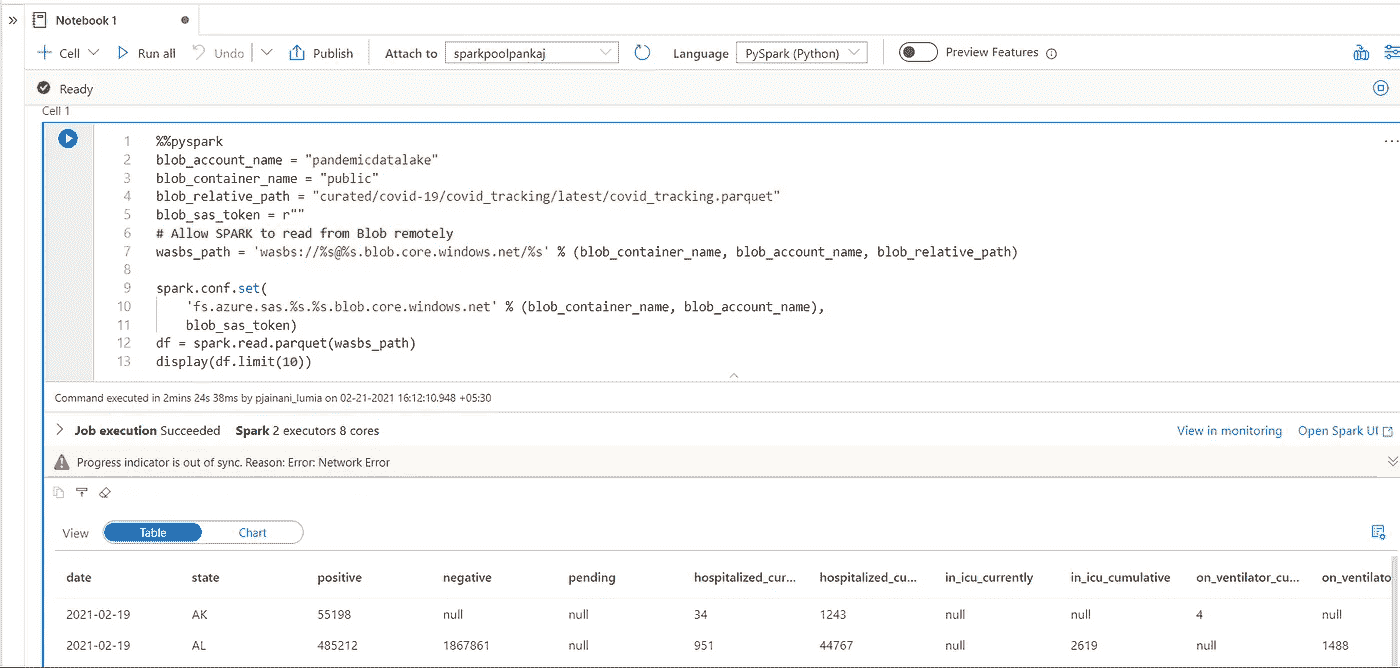 Notebook 1
Cell Run all Undo Publish Attach to sparkpoolpankaj Language PySpark (Python) Preview Features
Ready
Cell 1
1 %%pyspark
2 blob_account_name = "pandemicdatalake"
3 blob_container_name = "public"
4 blob_relative_path = "curated/covid-19/covid_tracking/latest/covid_tracking.parquet"
5 blob_sas_token = r""
6 # Allow SPARK to read from Blob remotely
7 wasbs_path = 'wasbs://%s@%s.blob.core.windows.net/%s' % (blob_container_name, blob_account_name, blob_relative_path)
8
9 spark.conf.set(
10 'fs.azure.sas.%s.%s.blob.core.windows.net' % (blob_container_name, blob_account_name),
11 blob_sas_token)
12 df = spark.read.parquet(wasbs_path)
13 display(df.limit(10))
Command executed in 2mins 24s 38ms by pjainani_lumia on 02-21-2021 16:12:10.948 +05:30
Job execution Succeeded Spark 2 executors 8 cores View in monitoring Open Spark UI
Progress indicator is out of sync. Reason: Error: Network Error
View Table Chart
date state positive negative pending hospitalized_cur... hospitalized_cu... in_icu_currently in_icu_cumulative on_ventilator_cu... on_ventilato
2021-02-19 AK 55198 null null 34 1243 null null 4 null
2021-02-19 AL 485212 1867861 null 951 44767 null 2619 null 1488